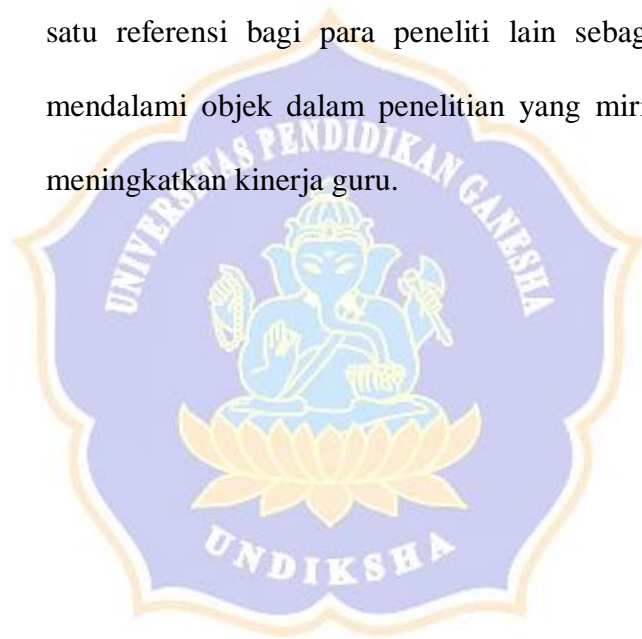 satu referensi bagi para peneliti lain sebag
mendalami objek dalam penelitian yang miri
meningkatkan kinerja guru.
UNIVERSITAS PENDIDIKAN GANESHA
UNDIKSHA